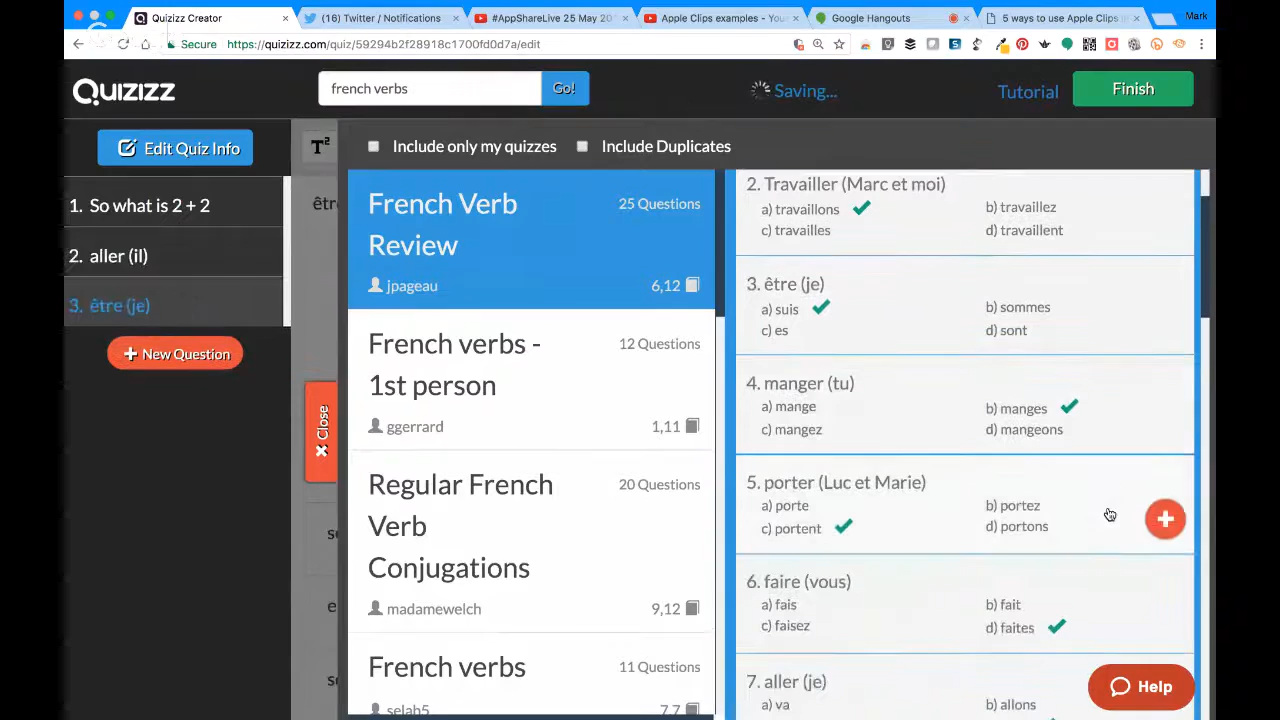 Quizizz Creator
(16) Twitter / Notifications
#AppShareLive 25 May 20
Apple Clips examples - You
Google Hangouts
5 ways to use Apple Clips
Mark
Secure https://quizizz.com/quiz/59294b2f28918c1700fd0d7a/edit
Quizizz
french verbs
Go!
Saving...
Tutorial
Finish
Edit Quiz Info
T²
Include only my quizzes
Include Duplicates
1. So what is 2 + 2
2. aller (il)
3. être (je)
+ New Question
êtr
✖ Close
se
e
su
French Verb
Review
25 Questions
jpageau
6,12
French verbs -
1st person
12 Questions
ggerrard
1,11
Regular French
Verb
Conjugations
20 Questions
madamewelch
9,12
French verbs
11 Questions
selah5
7,7
2. Travailler (Marc et moi)
a) travaillons
b) travaillez
c) travailles
d) travaillent
3. être (je)
a) suis
b) sommes
c) es
d) sont
4. manger (tu)
a) mange
b) manges
c) mangez
d) mangeons
5. porter (Luc et Marie)
a) porte
b) portez
c) portent
d) portons
6. faire (vous)
a) fais
b) fait
c) faisez
d) faites
7. aller (je)
a) va
b) allons
Help